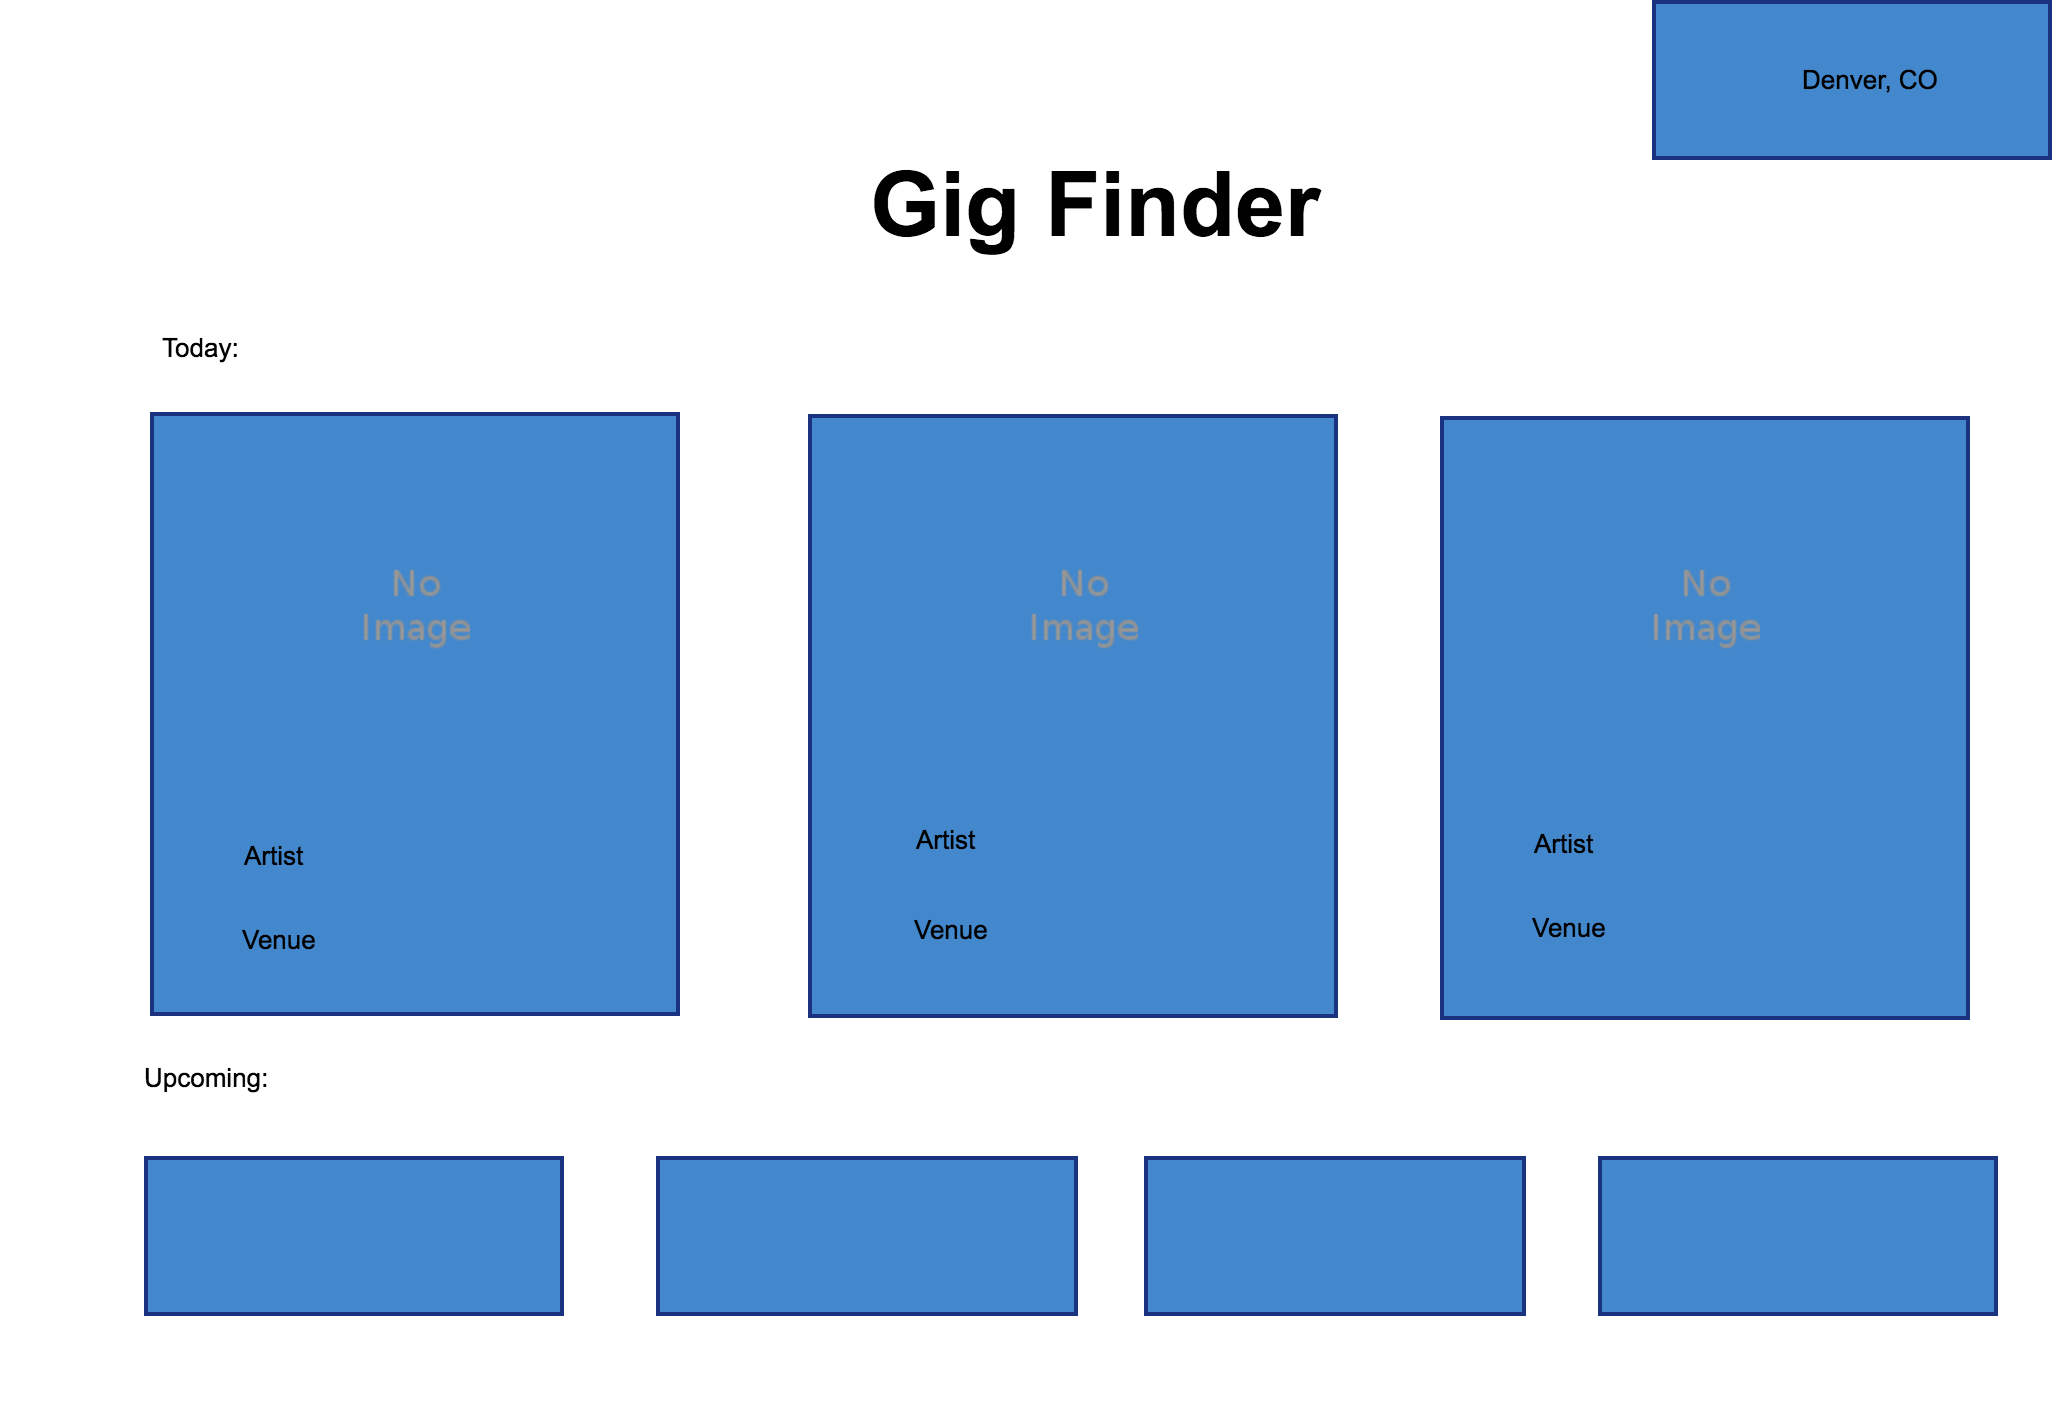 Denver, CO
Gig Finder
Today:
No
Image
Artist
Venue
No
Image
Artist
Venue
No
Image
Artist
Venue
Upcoming: